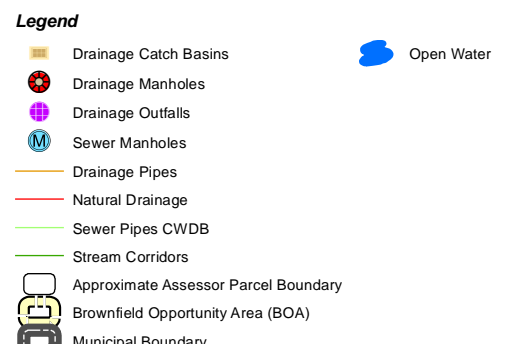 Legend
Drainage Catch Basins
Drainage Manholes
Drainage Outfalls
M
Sewer Manholes
Drainage Pipes
Natural Drainage
Sewer Pipes CWDB
Stream Corridors
Approximate Assessor Parcel Boundary
Brownfield Opportunity Area (BOA)
Municipal Boundary
Open Water